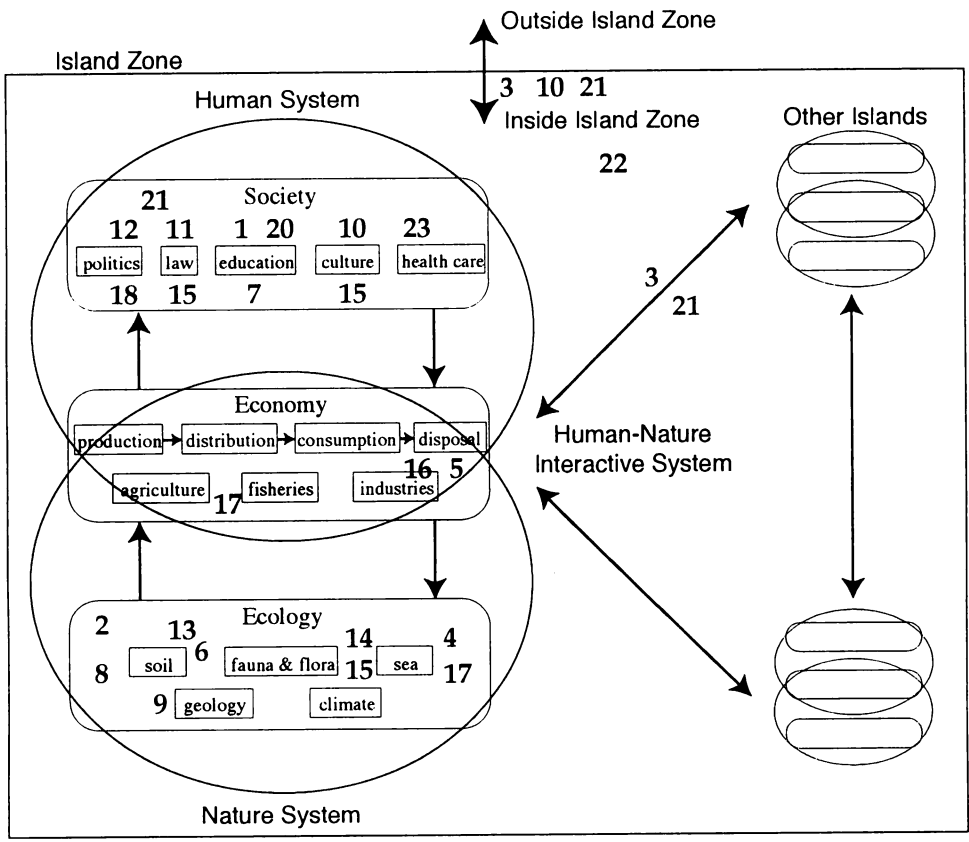 Outside Island Zone
Island Zone
3 10 21
Human System
Inside Island Zone
Other Islands
22
21
Society
12 11 1 20 10 23
politics law education culture health care
18 15 7 15
3
21
Economy
production distribution consumption disposal
16 5
Human-Nature
Interactive System
agriculture fisheries industries
17
Ecology
2 13 14 4
6
soil fauna & flora sea
8 15 17
9 geology climate
Nature System